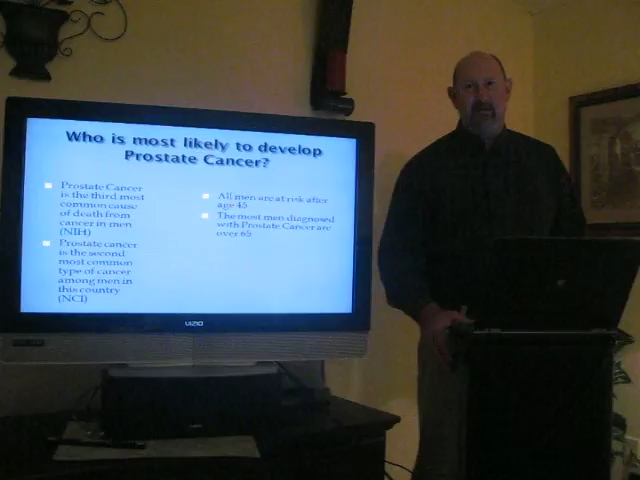 Who is most likely to develop
Prostate Cancer?
Prostate Cancer
is the third most
common cause
of death from
cancer in men
(NIH)
Prostate cancer
is the second
most common
type of cancer
among men in
this country
(NCI)
All men are at risk after
age 45
The most men diagnosed
with Prostate Cancer are
over 65
VIZIO